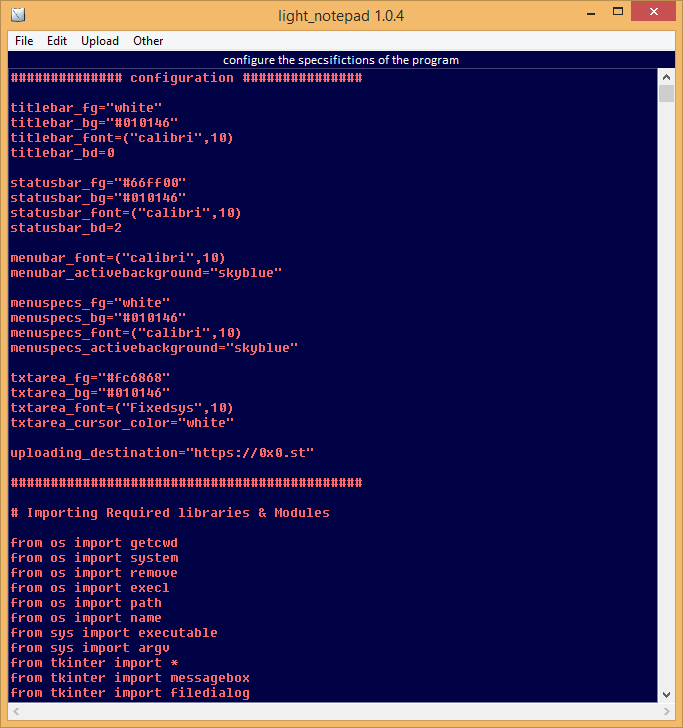 light_notepad 1.0.4
File Edit Upload Other
configure the specsifictions of the program
############## configuration ###############
titlebar_fg="white"
titlebar_bg="#010146"
titlebar_font=("calibri",10)
titlebar_bd=0
statusbar_fg="#66ff00"
statusbar_bg="#010146"
statusbar_font=("calibri",10)
statusbar_bd=2
menubar_font=("calibri",10)
menubar_activebackground="skyblue"
menuspecs_fg="white"
menuspecs_bg="#010146"
menuspecs_font=("calibri",10)
menuspecs_activebackground="skyblue"
txtarea_fg="#fc6868"
txtarea_bg="#010146"
txtarea_font=("Fixedsys",10)
txtarea_cursor_color="white"
uploading_destination="https://0x0.st"
############################################
# Importing Required libraries & Modules
from os import getcwd
from os import system
from os import remove
from os import execl
from os import path
from os import name
from sys import executable
from sys import argv
from tkinter import *
from tkinter import messagebox
from tkinter import filedialog